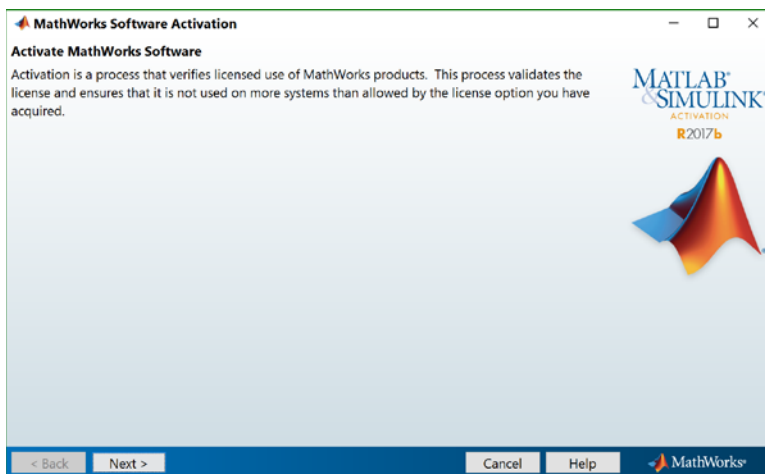 MathWorks Software Activation
Activate MathWorks Software
Activation is a process that verifies licensed use of MathWorks products. This process validates the
license and ensures that it is not used on more systems than allowed by the license option you have
acquired.
MATLAB®
&SIMULINK®
ACTIVATION
R2017b
< Back
Next >
Cancel
Help
MathWorks®